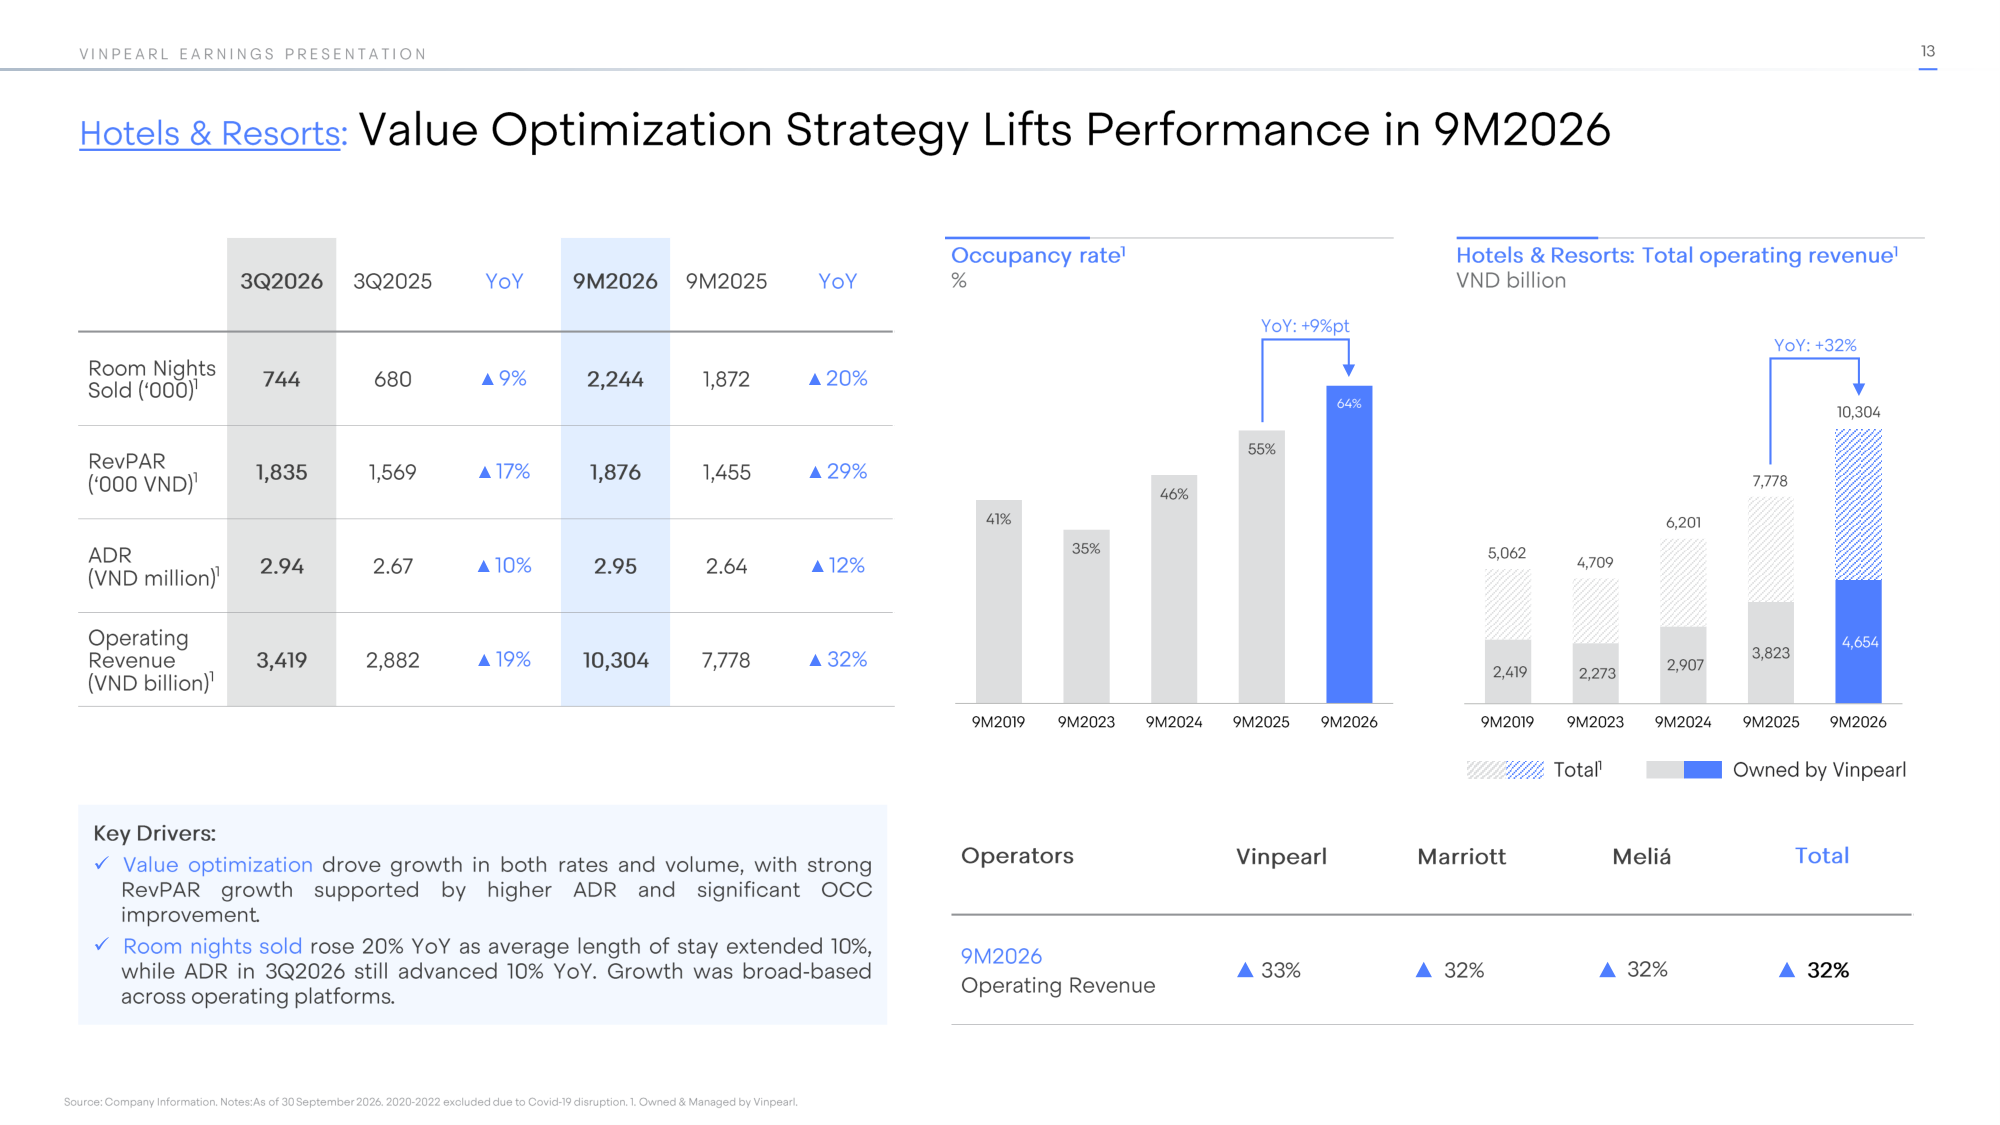 VINPEARL EARNINGS PRESENTATION
13
Hotels & Resorts: Value Optimization Strategy Lifts Performance in 9M2026
3Q2026 3Q2025 YoY 9M2026 9M2025 YoY
Room Nights
Sold (‘000)¹
744 680 ▲9% 2,244 1,872 ▲20%
RevPAR
(‘000 VND)¹
1,835 1,569 ▲17% 1,876 1,455 ▲29%
ADR
(VND million)¹
2.94 2.67 ▲10% 2.95 2.64 ▲12%
Operating
Revenue
(VND billion)¹
3,419 2,882 ▲19% 10,304 7,778 ▲32%
Key Drivers:
✓ Value optimization drove growth in both rates and volume, with strong
RevPAR growth supported by higher ADR and significant OCC
improvement.
✓ Room nights sold rose 20% YoY as average length of stay extended 10%,
while ADR in 3Q2026 still advanced 10% YoY. Growth was broad-based
across operating platforms.
Occupancy rate¹
%
YoY: +9%pt
41% 35% 46% 55% 64%
9M2019 9M2023 9M2024 9M2025 9M2026
Hotels & Resorts: Total operating revenue¹
VND billion
YoY: +32%
5,062 4,709 6,201 7,778 10,304
2,419 2,273 2,907 3,823 4,654
9M2019 9M2023 9M2024 9M2025 9M2026
Total¹ Owned by Vinpearl
Operators Vinpearl Marriott Meliá Total
9M2026
Operating Revenue
▲ 33% ▲ 32% ▲ 32% ▲ 32%
Source: Company Information. Notes:As of 30 September 2026. 2020-2022 excluded due to Covid-19 disruption. 1. Owned & Managed by Vinpearl.